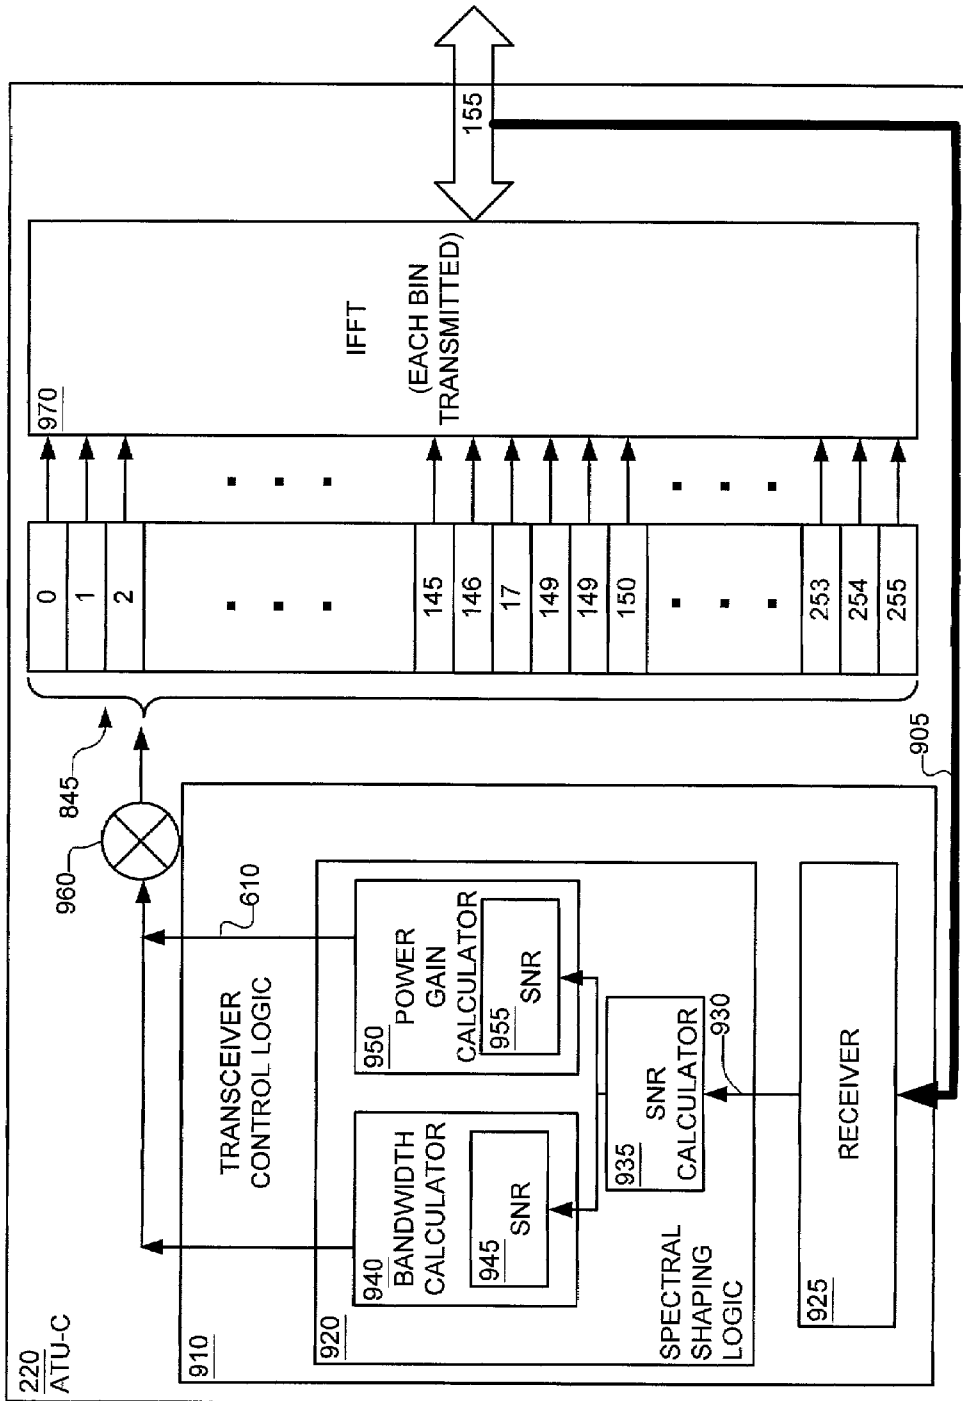 220
ATU-C
910
TRANSCEIVER
CONTROL LOGIC
920
SPECTRAL
SHAPING
LOGIC
940
BANDWIDTH
CALCULATOR
945
SNR
950
POWER
GAIN
CALCULATOR
955
SNR
935
SNR
CALCULATOR
930
925
RECEIVER
610
960
845
905
0
1
2
145
146
17
149
149
150
253
254
255
970
IFFT
(EACH BIN
TRANSMITTED)
155